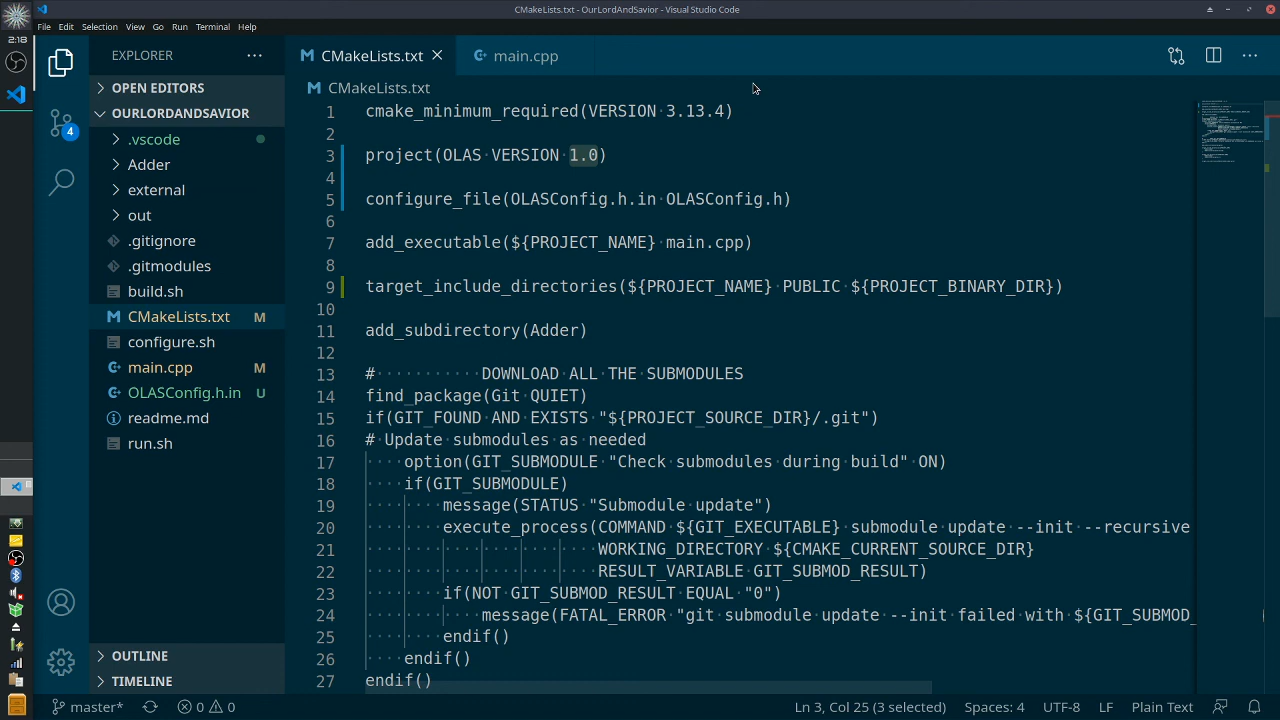 CMakeLists.txt - OurLordAndSavior - Visual Studio Code
2:18
File Edit Selection View Go Run Terminal Help
EXPLORER
CMakeLists.txt
main.cpp
OPEN EDITORS
CMakeLists.txt
OURLORDANDSAVIOR
.vscode
Adder
external
out
.gitignore
.gitmodules
build.sh
CMakeLists.txt M
configure.sh
main.cpp M
OLASConfig.h.in U
readme.md
run.sh
4
OUTLINE
TIMELINE
1 cmake_minimum_required(VERSION 3.13.4)
2
3 project(OLAS VERSION 1.0)
4
5 configure_file(OLASConfig.h.in OLASConfig.h)
6
7 add_executable(${PROJECT_NAME} main.cpp)
8
9 target_include_directories(${PROJECT_NAME} PUBLIC ${PROJECT_BINARY_DIR})
10
11 add_subdirectory(Adder)
12
13 # DOWNLOAD ALL THE SUBMODULES
14 find_package(Git QUIET)
15 if(GIT_FOUND AND EXISTS "${PROJECT_SOURCE_DIR}/.git")
16 # Update submodules as needed
17 option(GIT_SUBMODULE "Check submodules during build" ON)
18 if(GIT_SUBMODULE)
19 message(STATUS "Submodule update")
20 execute_process(COMMAND ${GIT_EXECUTABLE} submodule update --init --recursive
21 WORKING_DIRECTORY ${CMAKE_CURRENT_SOURCE_DIR}
22 RESULT_VARIABLE GIT_SUBMOD_RESULT)
23 if(NOT GIT_SUBMOD_RESULT EQUAL "0")
24 message(FATAL_ERROR "git submodule update --init failed with ${GIT_SUBMOD_
25 endif()
26 endif()
27 endif()
master* 0 0 Ln 3, Col 25 (3 selected) Spaces: 4 UTF-8 LF Plain Text